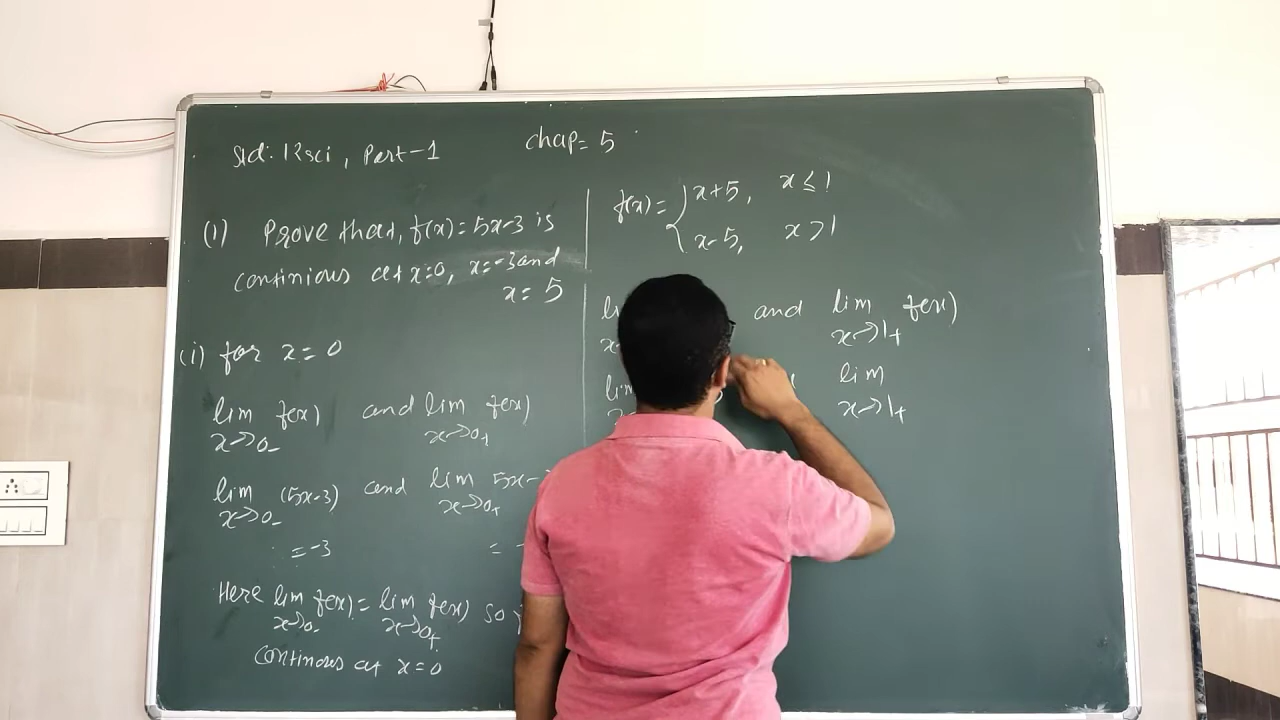 Std: 12sci, Part-1
chap= 5
(1) Prove that, f(x)=5x-3 is
continious at x=0, x=-3 and
x= 5
(i) for x= 0
lim f(x) and lim f(x)
x→0- x→0+
lim (5x-3) and lim 5x-
x→0- x→0+
= -3 = -
Here lim f(x)= lim f(x) so
x→0- x→0+
continous at x=0
f(x)= { x+5, x≤1
x-5, x>1
and lim f(x)
x→1+
lim lim
x→1+